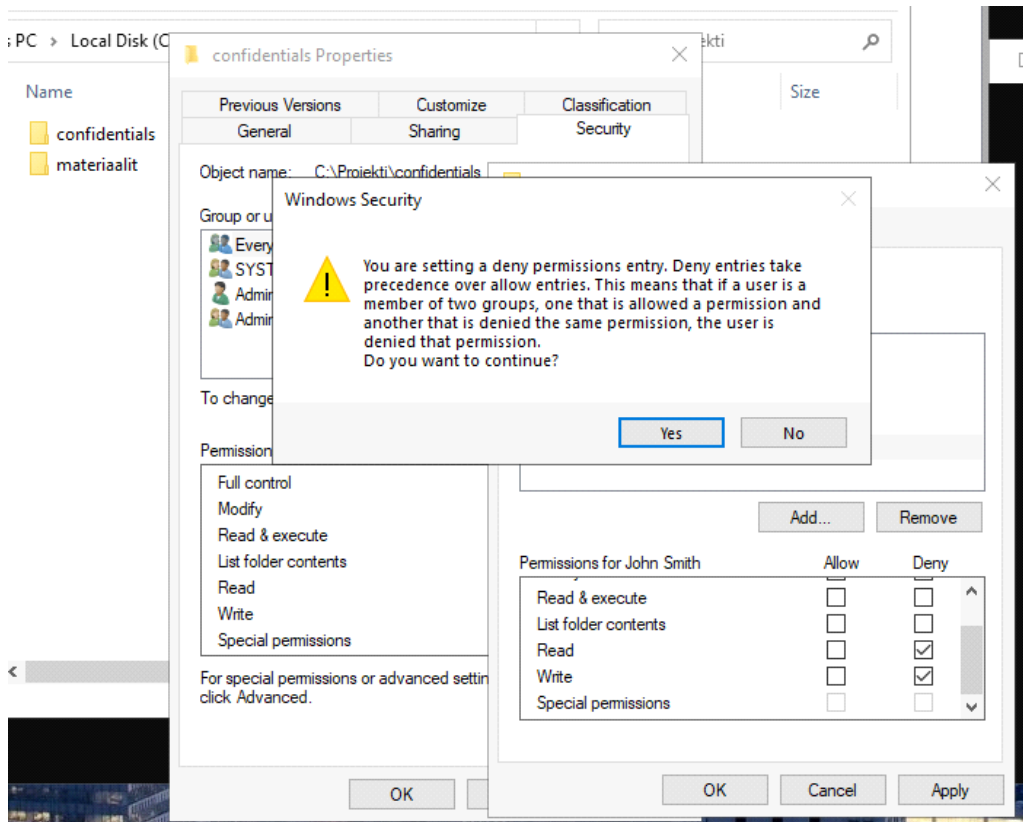 PC > Local Disk (C
Name
Size
confidentials
materiaalit
confidentials Properties
Previous Versions Customize Classification
General Sharing Security
Object name: C:\Projekti\confidentials
Group or u
Every
SYST
Admin
Admin
To change
Permission
Full control
Modify
Read & execute
List folder contents
Read
Write
Special permissions
For special permissions or advanced settin
click Advanced.
OK
Windows Security
You are setting a deny permissions entry. Deny entries take
precedence over allow entries. This means that if a user is a
member of two groups, one that is allowed a permission and
another that is denied the same permission, the user is
denied that permission.
Do you want to continue?
Yes No
Add... Remove
Permissions for John Smith Allow Deny
Read & execute
List folder contents
Read
Write
Special permissions
OK Cancel Apply